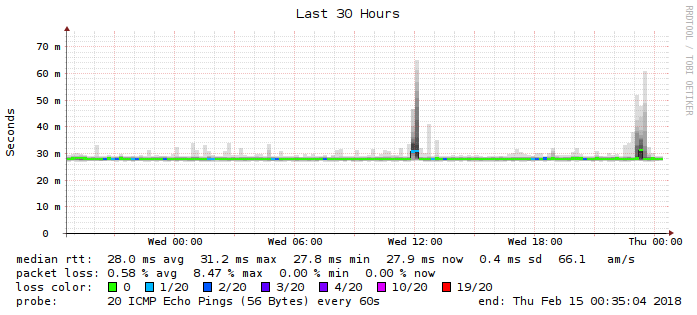 Last 30 Hours
RRDTOOL / TOBI OETIKER
Seconds
70 m
60 m
50 m
40 m
30 m
20 m
10 m
0
Wed 00:00 Wed 06:00 Wed 12:00 Wed 18:00 Thu 00:00
median rtt: 28.0 ms avg 31.2 ms max 27.8 ms min 27.9 ms now 0.4 ms sd 66.1 am/s
packet loss: 0.58 % avg 8.47 % max 0.00 % min 0.00 % now
loss color: 0 1/20 2/20 3/20 4/20 10/20 19/20
probe: 20 ICMP Echo Pings (56 Bytes) every 60s end: Thu Feb 15 00:35:04 2018